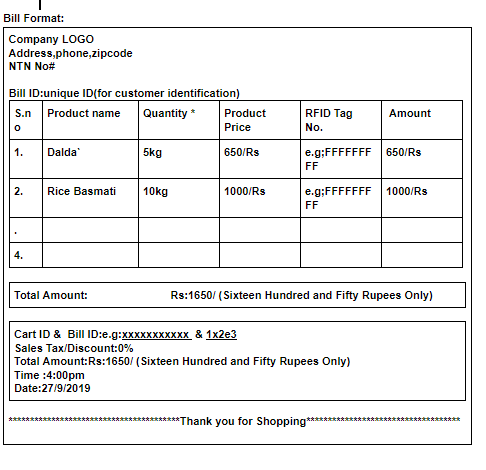 Bill Format:
Company LOGO
Address,phone,zipcode
NTN No#
Bill ID:unique ID(for customer identification)
S.n
o
Product name
Quantity *
Product
Price
RFID Tag
No.
Amount
1.
Dalda`
5kg
650/Rs
e.g;FFFFFFF
FF
650/Rs
2.
Rice Basmati
10kg
1000/Rs
e.g;FFFFFFF
FF
1000/Rs
.
4.
Total Amount: Rs:1650/ (Sixteen Hundred and Fifty Rupees Only)
Cart ID & Bill ID:e.g:xxxxxxxxxxx & 1x2e3
Sales Tax/Discount:0%
Total Amount:Rs:1650/ (Sixteen Hundred and Fifty Rupees Only)
Time :4:00pm
Date:27/9/2019
*****************************************Thank you for Shopping*************************************